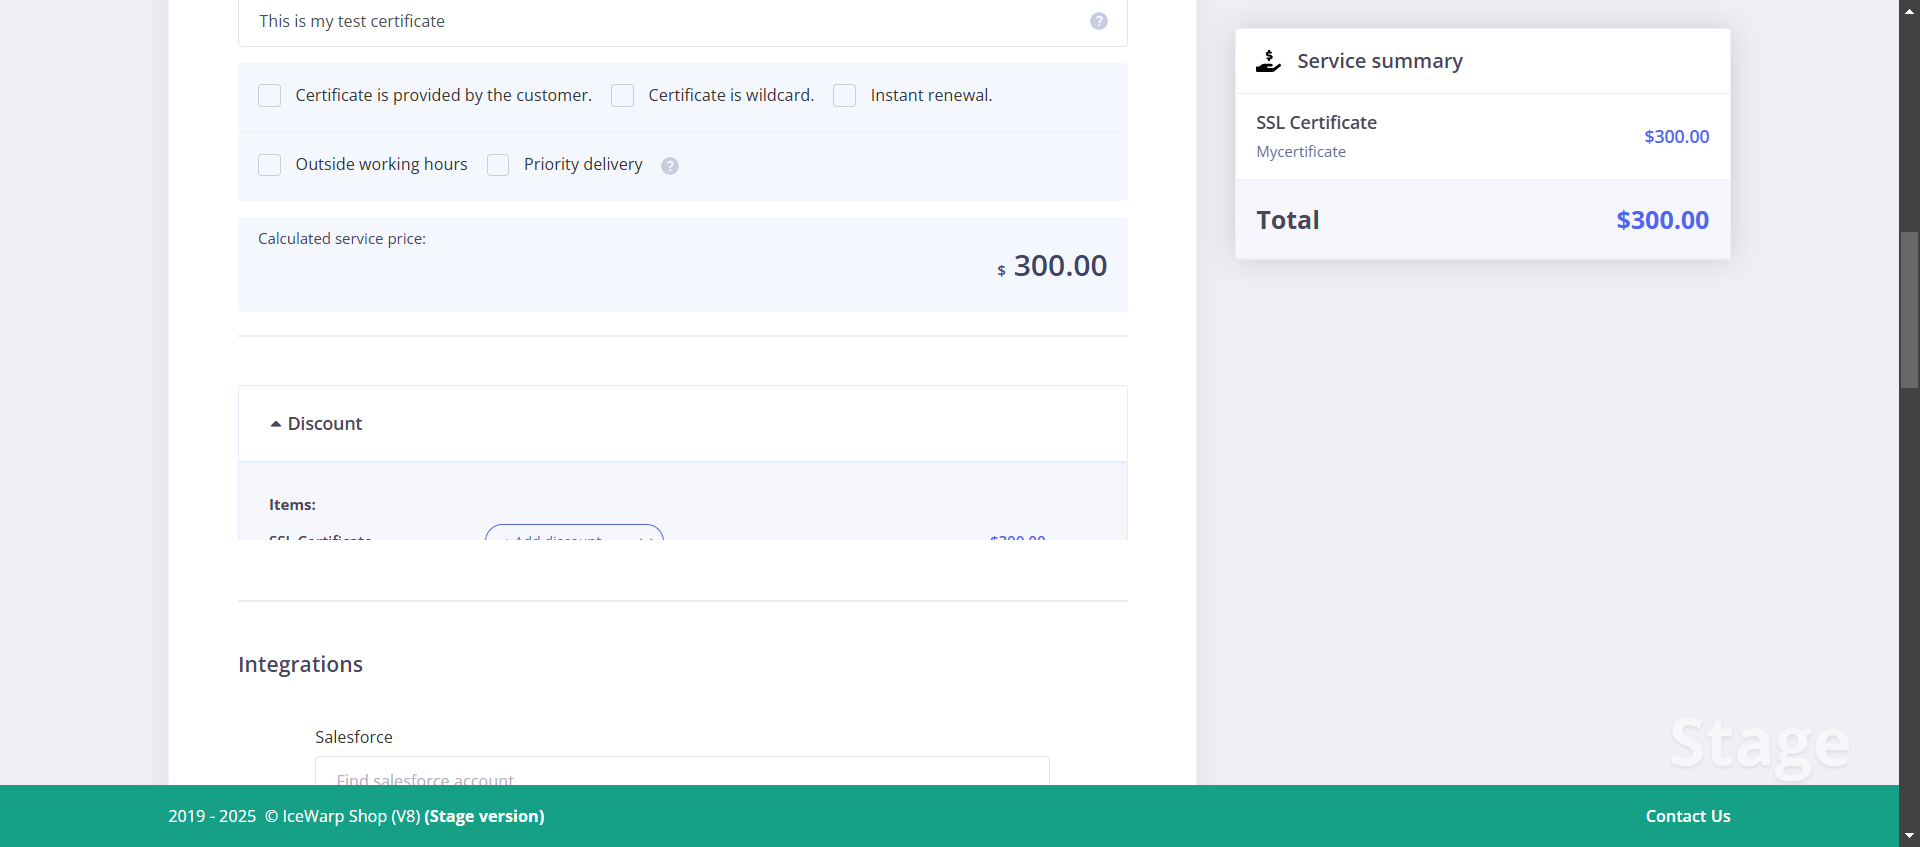 This is my test certificate
?
Certificate is provided by the customer.
Certificate is wildcard.
Instant renewal.
Outside working hours
Priority delivery
?
Calculated service price:
$ 300.00
Discount
Items:
SSL Certificate
+ Add discount
$300.00
Integrations
Salesforce
Find salesforce account
Service summary
SSL Certificate
$300.00
Mycertificate
Total
$300.00
Stage
2019 - 2025 © IceWarp Shop (V8) (Stage version)
Contact Us